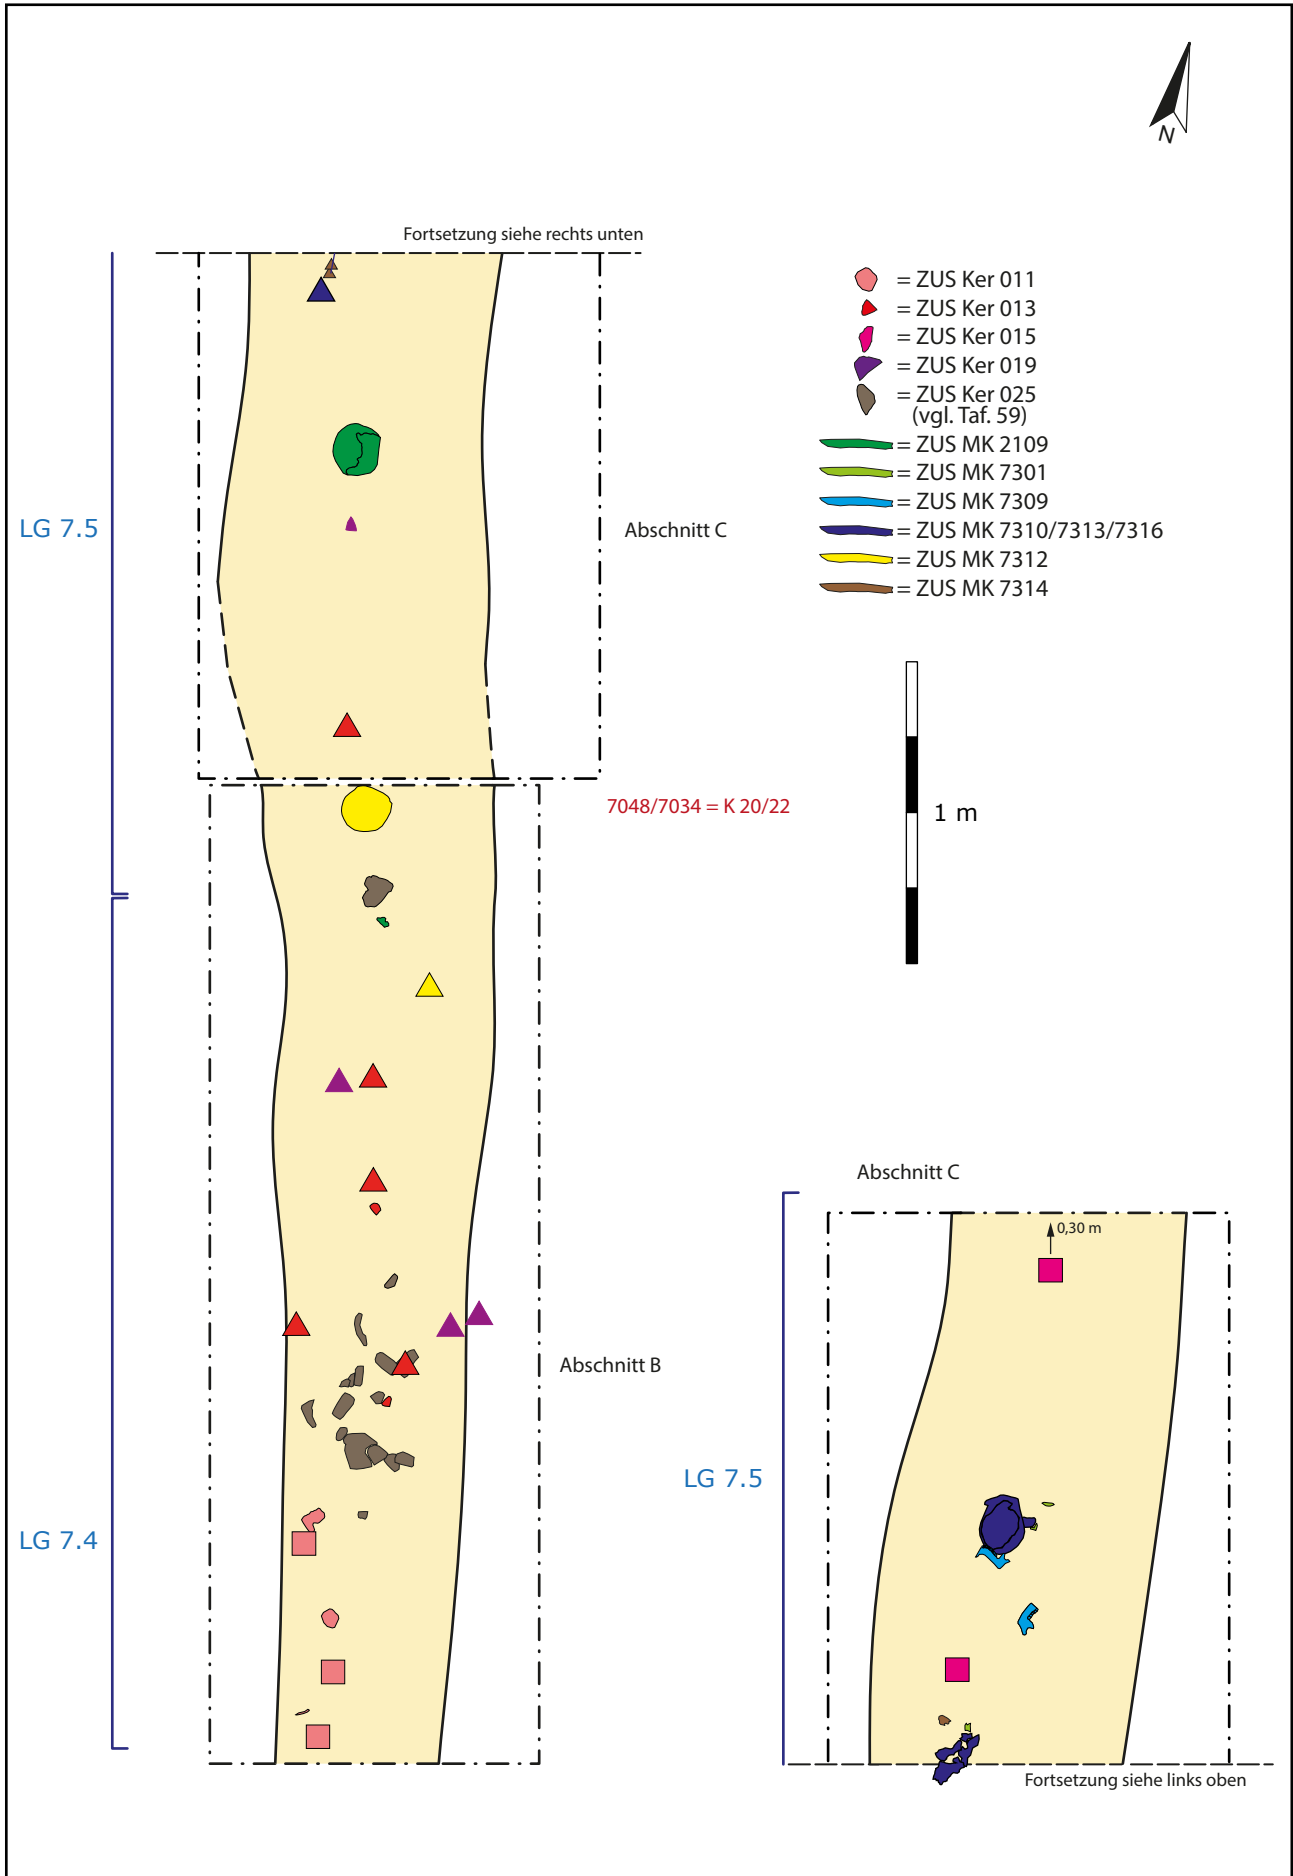 N
Fortsetzung siehe rechts unten
= ZUS Ker 011
= ZUS Ker 013
= ZUS Ker 015
= ZUS Ker 019
= ZUS Ker 025
(vgl. Taf. 59)
= ZUS MK 2109
= ZUS MK 7301
= ZUS MK 7309
= ZUS MK 7310/7313/7316
= ZUS MK 7312
= ZUS MK 7314
LG 7.5
Abschnitt C
7048/7034 = K 20/22
1 m
Abschnitt B
LG 7.4
Abschnitt C
0,30 m
LG 7.5
Fortsetzung siehe links oben